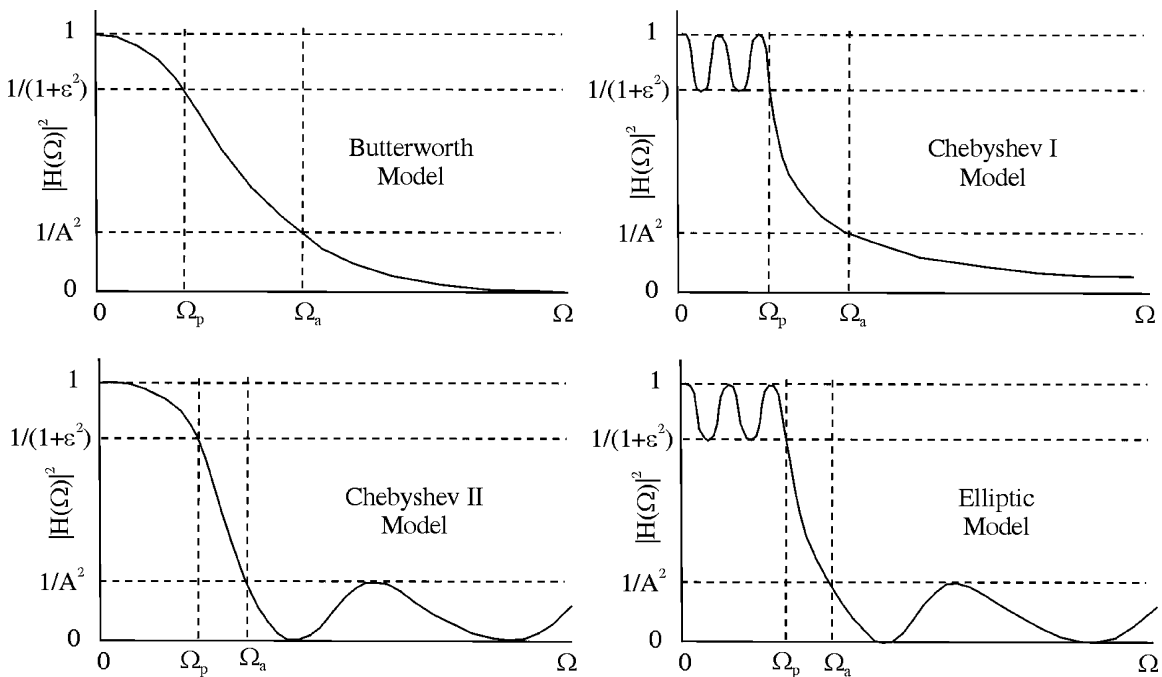 1
1/(1+ε²)
|H(Ω)|²
Butterworth
Model
1/A²
0
0
Ωₚ
Ωₐ
Ω
1
1/(1+ε²)
|H(Ω)|²
Chebyshev I
Model
1/A²
0
0
Ωₚ
Ωₐ
Ω
1
1/(1+ε²)
|H(Ω)|²
Chebyshev II
Model
1/A²
0
0
Ωₚ
Ωₐ
Ω
1
1/(1+ε²)
|H(Ω)|²
Elliptic
Model
1/A²
0
0
Ωₚ
Ωₐ
Ω